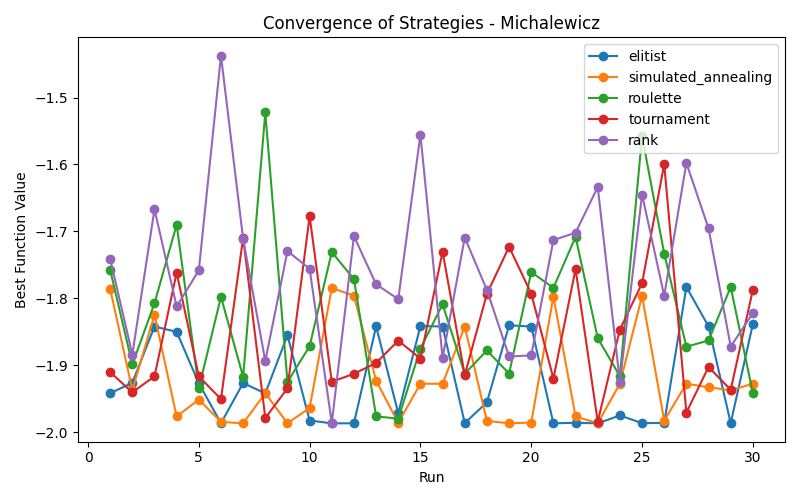 Convergence of Strategies - Michalewicz
elitist
simulated_annealing
roulette
tournament
rank
Best Function Value
−1.5
−1.6
−1.7
−1.8
−1.9
−2.0
0 5 10 15 20 25 30
Run